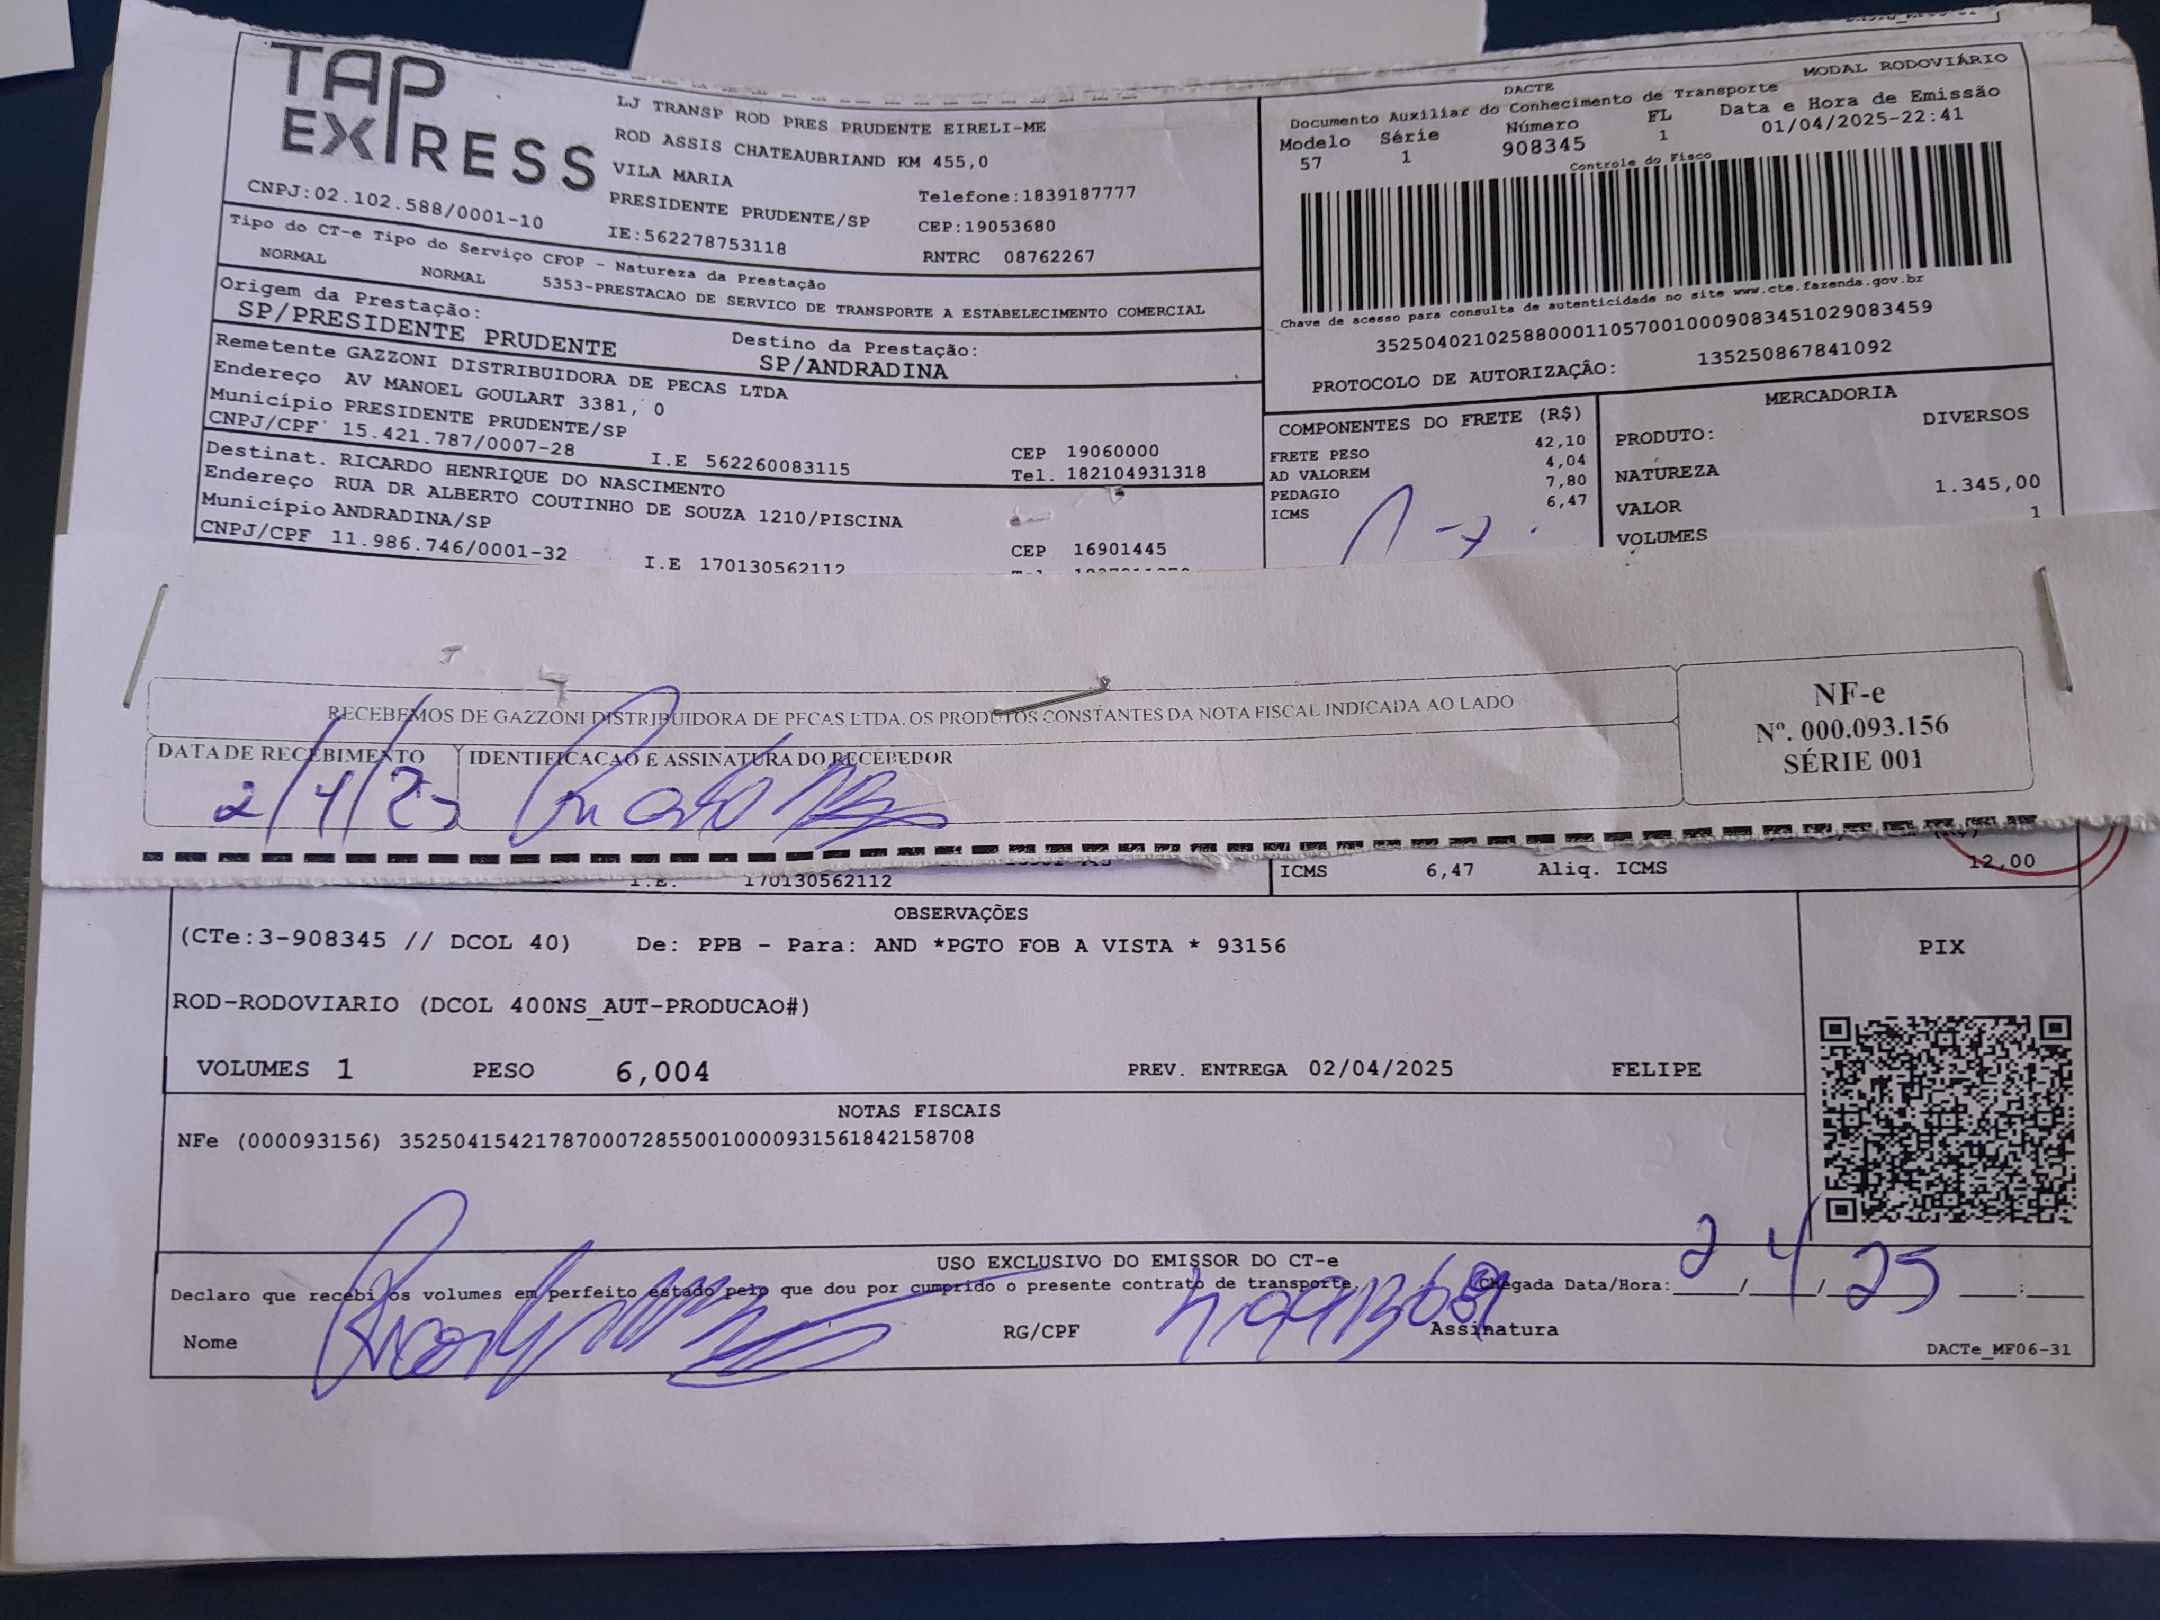 TAP
EXPRESS
CNPJ:02.102.588/0001-10
LJ TRANSP ROD PRES PRUDENTE EIRELI-ME
ROD ASSIS CHATEAUBRIAND KM 455,0
VILA MARIA
PRESIDENTE PRUDENTE/SP
IE:562278753118
Telefone:1839187777
CEP:19053680
RNTRC 08762267
Tipo do CT-e Tipo do Serviço CFOP - Natureza da Prestação
NORMAL NORMAL 5353-PRESTACAO DE SERVICO DE TRANSPORTE A ESTABELECIMENTO COMERCIAL
Origem da Prestação:
SP/PRESIDENTE PRUDENTE
Destino da Prestação:
SP/ANDRADINA
Remetente GAZZONI DISTRIBUIDORA DE PECAS LTDA
Endereço AV MANOEL GOULART 3381, 0
Município PRESIDENTE PRUDENTE/SP
CEP 19060000
CNPJ/CPF 15.421.787/0007-28 I.E 562260083115 Tel. 182104931318
Destinat. RICARDO HENRIQUE DO NASCIMENTO
Endereço RUA DR ALBERTO COUTINHO DE SOUZA 1210/PISCINA
Município ANDRADINA/SP
CEP 16901445
CNPJ/CPF 11.986.746/0001-32 I.E 170130562112
DACTE
MODAL RODOVIÁRIO
Documento Auxiliar do Conhecimento de Transporte
Modelo Série Número FL Data e Hora de Emissão
57 1 908345 1 01/04/2025-22:41
Controle do Fisco
Chave de acesso para consulta de autenticidade no site www.cte.fazenda.gov.br
35250402102588000110570010009083451029083459
PROTOCOLO DE AUTORIZAÇÂO: 135250867841092
COMPONENTES DO FRETE (R$)
FRETE PESO 42,10
AD VALOREM 4,04
PEDAGIO 7,80
ICMS 6,47
MERCADORIA
PRODUTO: DIVERSOS
NATUREZA
VALOR 1.345,00
VOLUMES 1
RECEBEMOS DE GAZZONI DISTRIBUIDORA DE PECAS LTDA. OS PRODUTOS CONSTANTES DA NOTA FISCAL INDICADA AO LADO
DATA DE RECEBIMENTO
IDENTIFICACAO E ASSINATURA DO RECEBEDOR
2/4/25
NF-e
Nº. 000.093.156
SÉRIE 001
I.E. 170130562112
ICMS 6,47 Aliq. ICMS 12,00
OBSERVAÇÕES
(CTe:3-908345 // DCOL 40) De: PPB - Para: AND *PGTO FOB A VISTA * 93156
ROD-RODOVIARIO (DCOL 400NS_AUT-PRODUCAO#)
VOLUMES 1 PESO 6,004 PREV. ENTREGA 02/04/2025 FELIPE
PIX
NOTAS FISCAIS
NFe (000093156) 35250415421787000728550010000931561842158708
USO EXCLUSIVO DO EMISSOR DO CT-e
Declaro que recebi os volumes em perfeito estado pelo que dou por cumprido o presente contrato de transporte. Chegada Data/Hora: 2/4/25
Nome RG/CPF Assinatura
DACTe_MF06-31